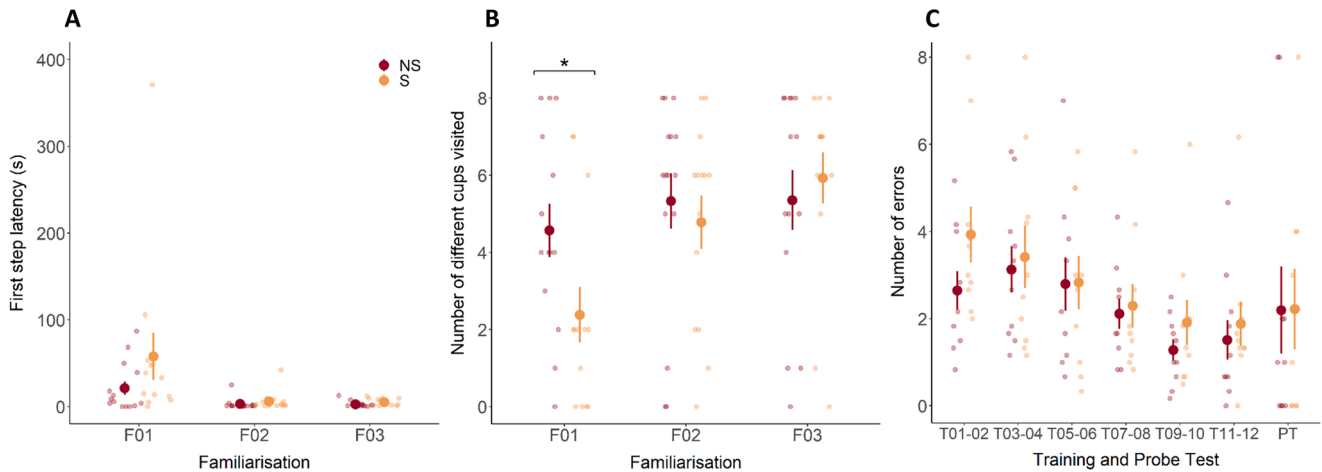 A
First step latency (s)
400
300
200
100
0
NS
S
F01 F02 F03
Familiarisation
B
Number of different cups visited
8
6
4
2
0
*
F01 F02 F03
Familiarisation
C
Number of errors
8
6
4
2
0
T01-02 T03-04 T05-06 T07-08 T09-10 T11-12 PT
Training and Probe Test